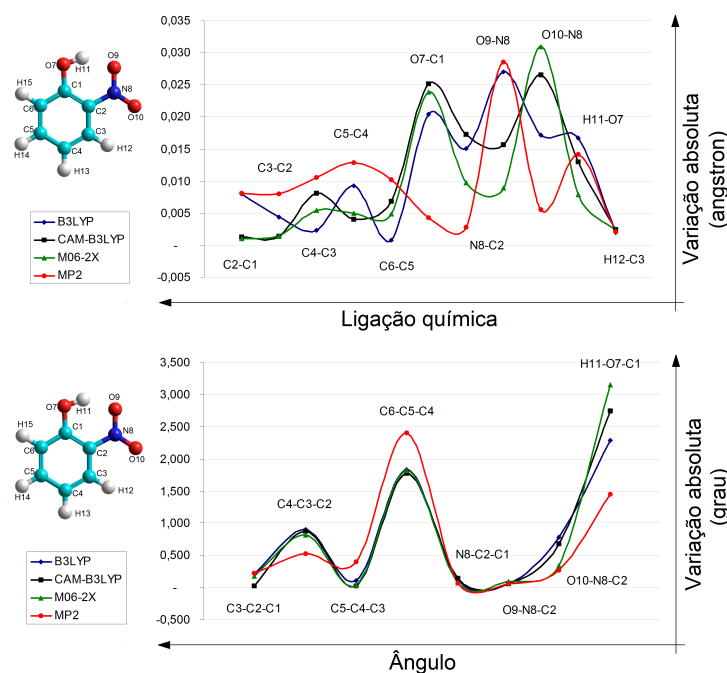 0,035
0,030
0,025
0,020
0,015
0,010
0,005
-
-0,005
O9
O7
H11
H15
C1
N8
C6
C2
O10
C5
C3
H14
C4
H12
H13
B3LYP
CAM-B3LYP
M06-2X
MP2
C2-C1
C3-C2
C4-C3
C5-C4
C6-C5
O7-C1
N8-C2
O9-N8
O10-N8
H11-O7
H12-C3
Ligação química
Variação absoluta
(angstron)
3,500
3,000
2,500
2,000
1,500
1,000
0,500
-
-0,500
O9
O7
H11
H15
C1
N8
C6
C2
O10
C5
C3
H14
C4
H12
H13
B3LYP
CAM-B3LYP
M06-2X
MP2
C3-C2-C1
C4-C3-C2
C5-C4-C3
C6-C5-C4
N8-C2-C1
O9-N8-C2
O10-N8-C2
H11-O7-C1
Ângulo
Variação absoluta
(grau)